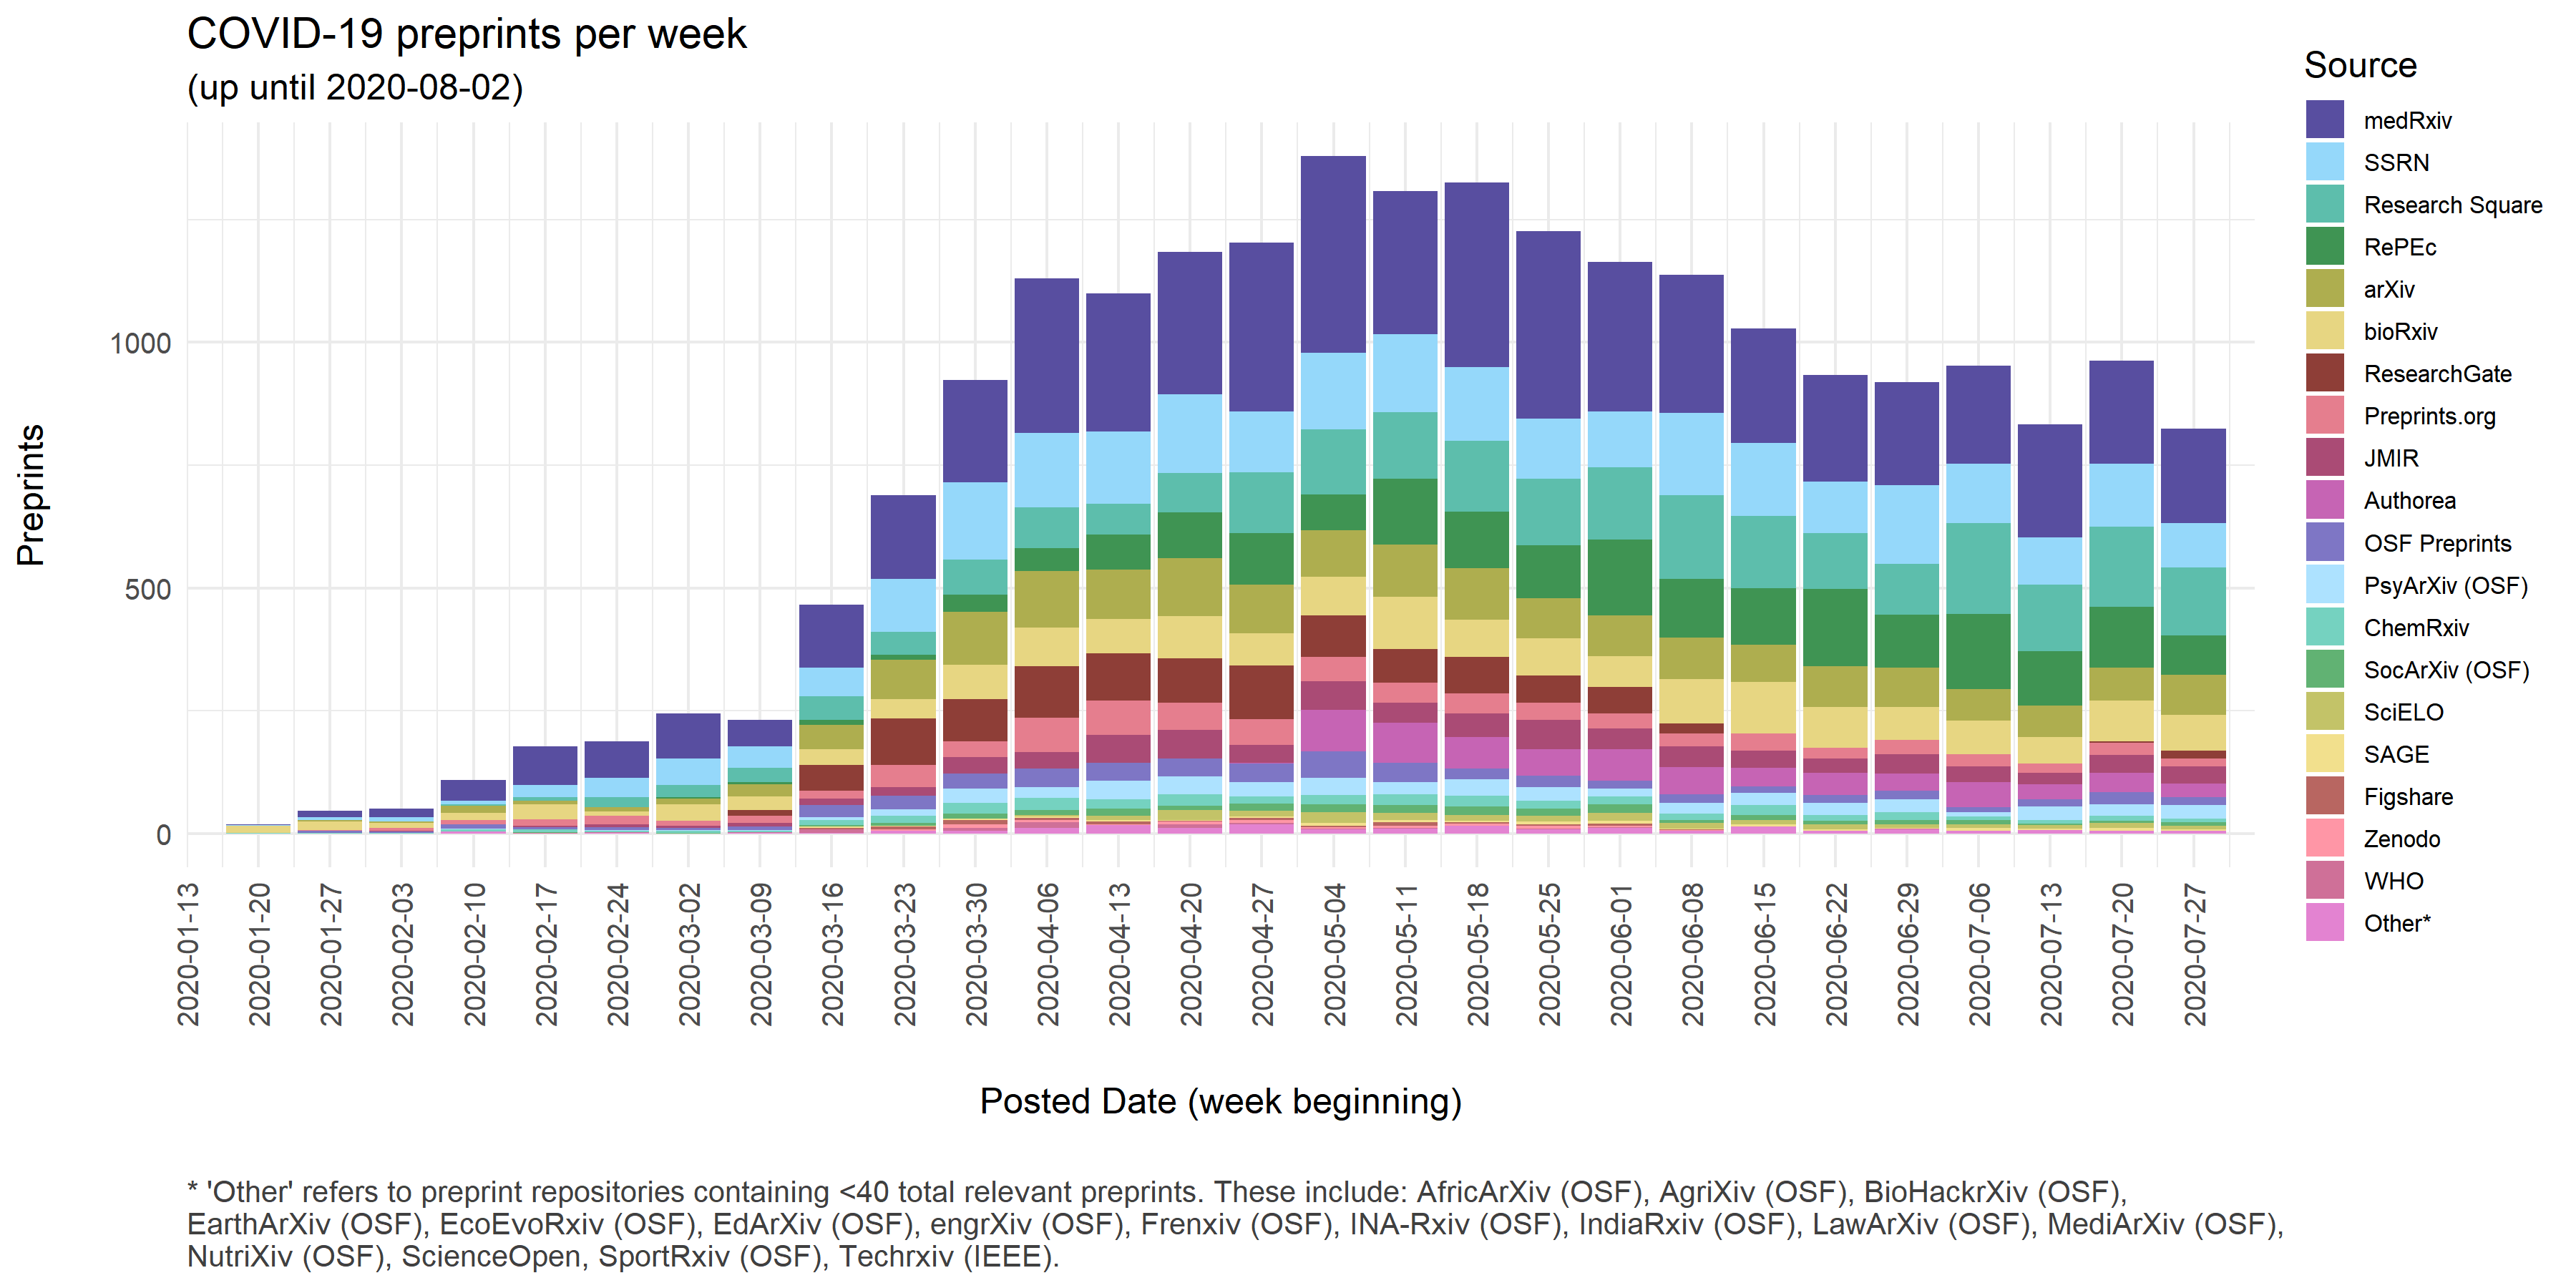 COVID-19 preprints per week
(up until 2020-08-02)
Preprints
1000
500
0
2020-01-13
2020-01-20
2020-01-27
2020-02-03
2020-02-10
2020-02-17
2020-02-24
2020-03-02
2020-03-09
2020-03-16
2020-03-23
2020-03-30
2020-04-06
2020-04-13
2020-04-20
2020-04-27
2020-05-04
2020-05-11
2020-05-18
2020-05-25
2020-06-01
2020-06-08
2020-06-15
2020-06-22
2020-06-29
2020-07-06
2020-07-13
2020-07-20
2020-07-27
Posted Date (week beginning)
Source
medRxiv
SSRN
Research Square
RePEc
arXiv
bioRxiv
ResearchGate
Preprints.org
JMIR
Authorea
OSF Preprints
PsyArXiv (OSF)
ChemRxiv
SocArXiv (OSF)
SciELO
SAGE
Figshare
Zenodo
WHO
Other*
* 'Other' refers to preprint repositories containing <40 total relevant preprints. These include: AfricArXiv (OSF), AgriXiv (OSF), BioHackrXiv (OSF),
EarthArXiv (OSF), EcoEvoRxiv (OSF), EdArXiv (OSF), engrXiv (OSF), Frenxiv (OSF), INA-Rxiv (OSF), IndiaRxiv (OSF), LawArXiv (OSF), MediArXiv (OSF),
NutriXiv (OSF), ScienceOpen, SportRxiv (OSF), Techrxiv (IEEE).